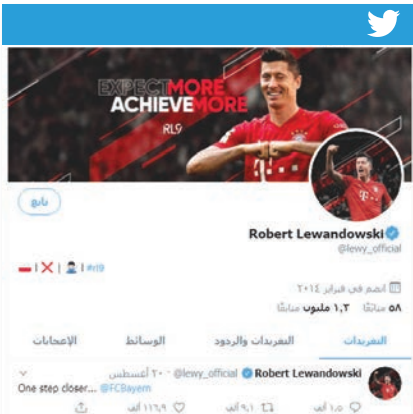 EXPECT MORE
ACHIEVE MORE
RL9
تابع
Robert Lewandowski
@lewy_official
| | | #rl9
انضم في فبراير ٢٠١٤
٥٨ متابعًا ١,٣ مليون متابعًا
التغريدات التغريدات والردود الوسائط الإعجابات
Robert Lewandowski @lewy_official · ٢٠ أغسطس
One step closer... @FCBayern
١,٥ ألف ٩,١ ألف ١١٦,٩ ألف